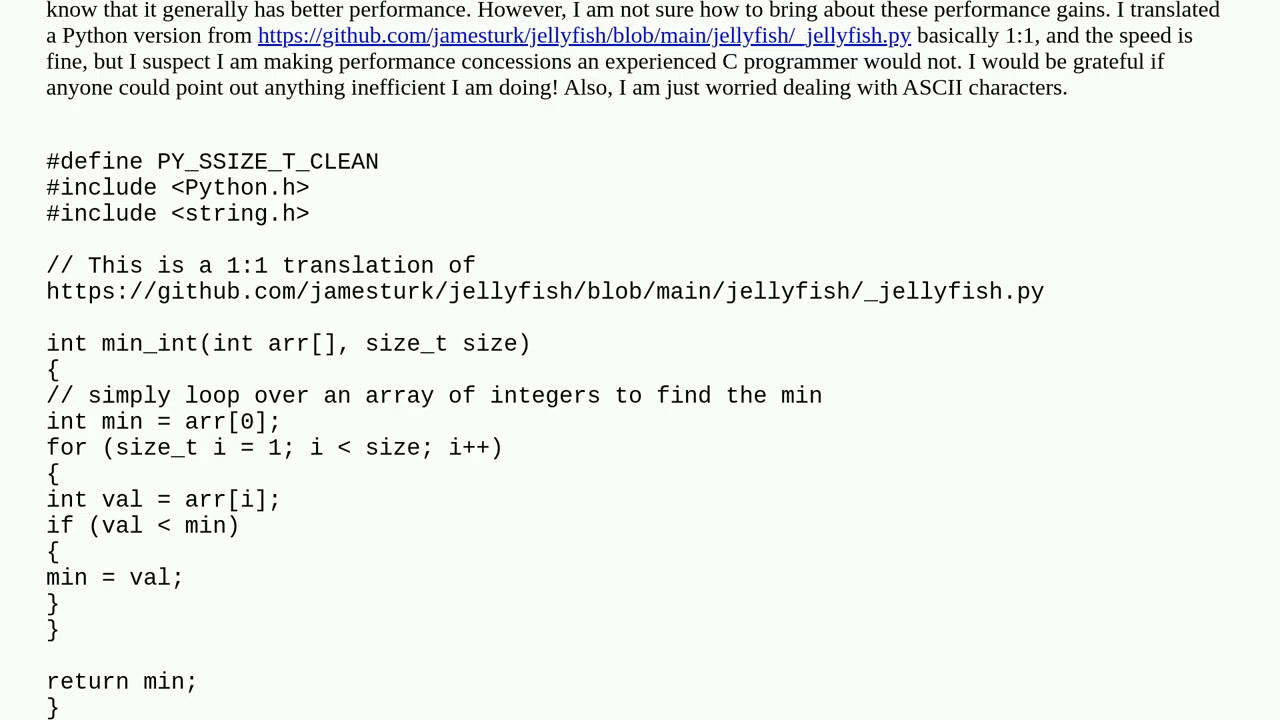 know that it generally has better performance. However, I am not sure how to bring about these performance gains. I translated
a Python version from https://github.com/jamesturk/jellyfish/blob/main/jellyfish/_jellyfish.py basically 1:1, and the speed is
fine, but I suspect I am making performance concessions an experienced C programmer would not. I would be grateful if
anyone could point out anything inefficient I am doing! Also, I am just worried dealing with ASCII characters.
#define PY_SSIZE_T_CLEAN
#include <Python.h>
#include <string.h>
// This is a 1:1 translation of
https://github.com/jamesturk/jellyfish/blob/main/jellyfish/_jellyfish.py
int min_int(int arr[], size_t size)
{
// simply loop over an array of integers to find the min
int min = arr[0];
for (size_t i = 1; i < size; i++)
{
int val = arr[i];
if (val < min)
{
min = val;
}
}
return min;
}